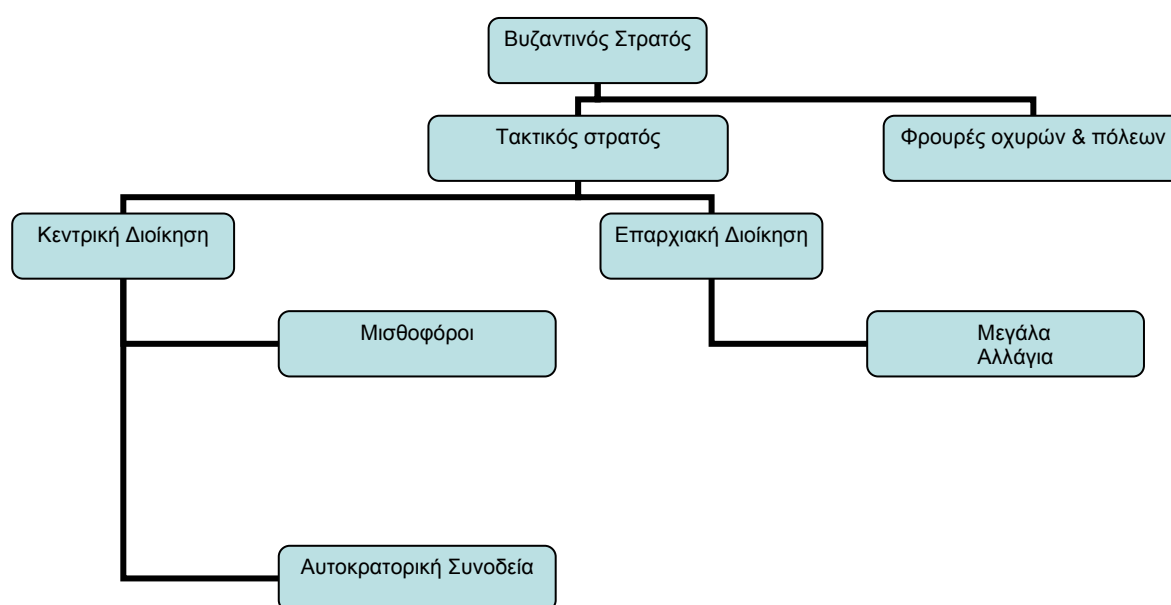 Βυζαντινός Στρατός
Τακτικός στρατός
Φρουρές οχυρών & πόλεων
Κεντρική Διοίκηση
Επαρχιακή Διοίκηση
Μισθοφόροι
Μεγάλα
Αλλάγια
Αυτοκρατορική Συνοδεία